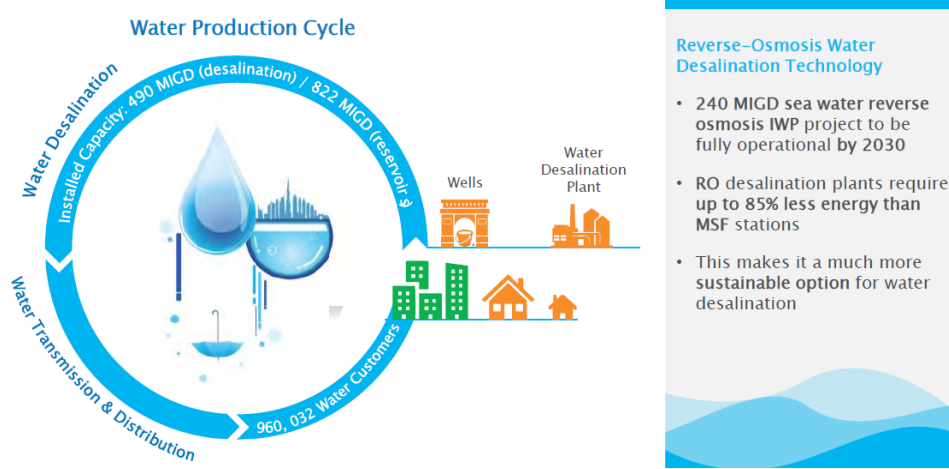 Water Production Cycle
Water Desalination
Installed Capacity: 490 MIGD (desalination) / 822 MIGD (reservoir s)
Wells
Water
Desalination
Plant
Water Transmission & Distribution
960, 032 Water Customers
Reverse-Osmosis Water
Desalination Technology
• 240 MIGD sea water reverse
osmosis IWP project to be
fully operational by 2030
• RO desalination plants require
up to 85% less energy than
MSF stations
• This makes it a much more
sustainable option for water
desalination